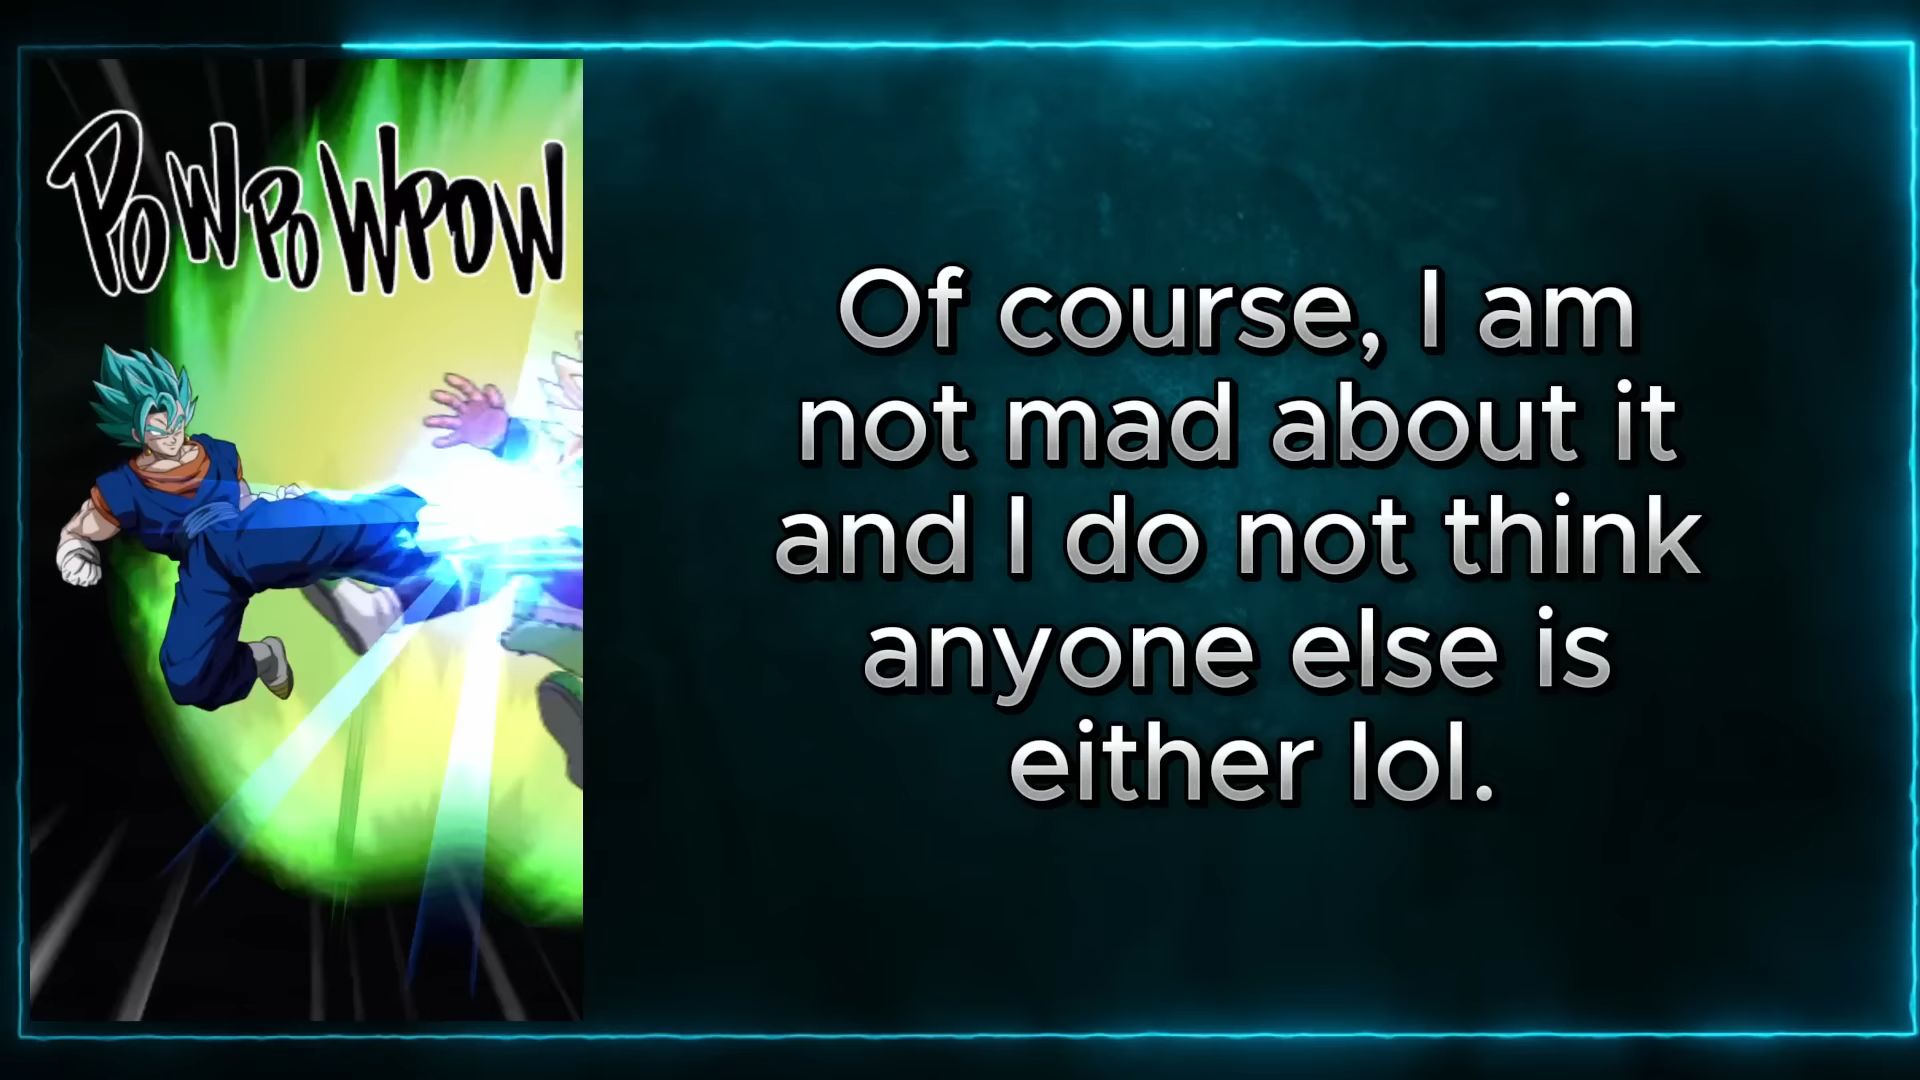 POWPOWPOW
Of course, I am
not mad about it
and I do not think
anyone else is
either lol.